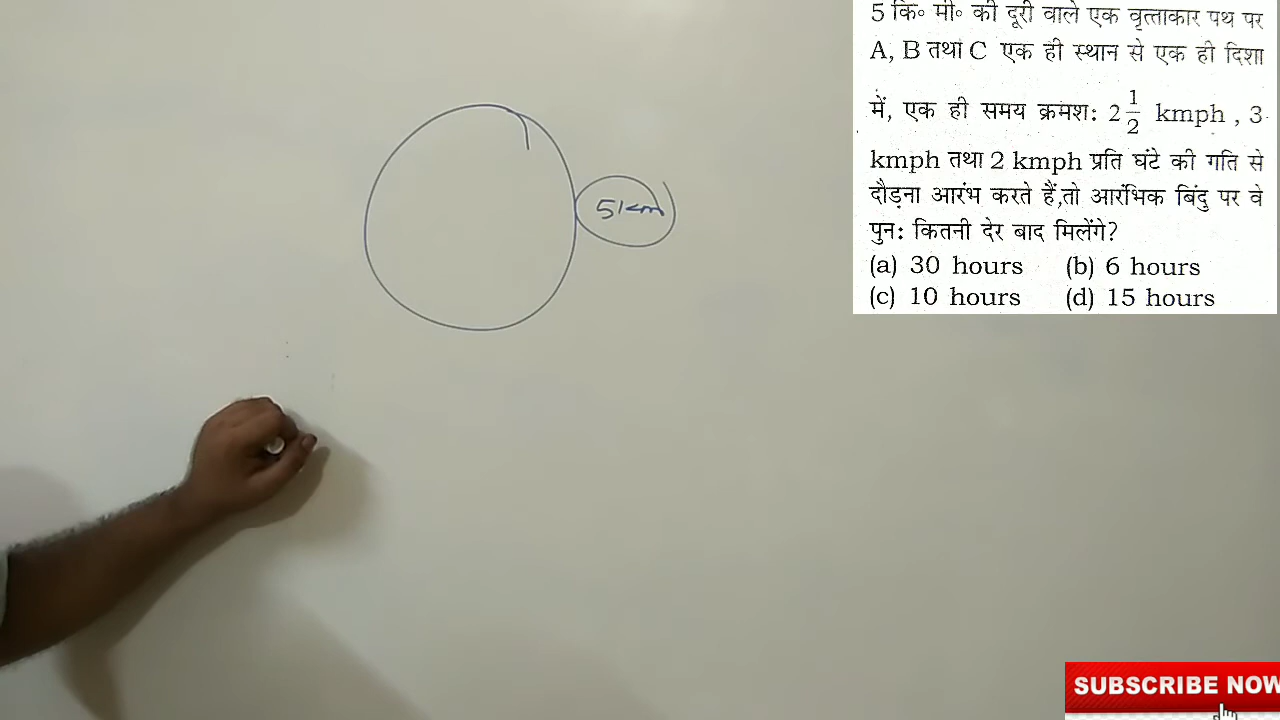 5 कि॰ मी॰ की दूरी वाले एक वृत्ताकार पथ पर
A, B तथा C एक ही स्थान से एक ही दिशा
में, एक ही समय क्रमश: 2 1/2 kmph , 3
kmph तथा 2 kmph प्रति घंटे की गति से
दौड़ना आरंभ करते हैं,तो आरंभिक बिंदु पर वे
पुन: कितनी देर बाद मिलेंगे?
(a) 30 hours (b) 6 hours
(c) 10 hours (d) 15 hours
5km
SUBSCRIBE NOW